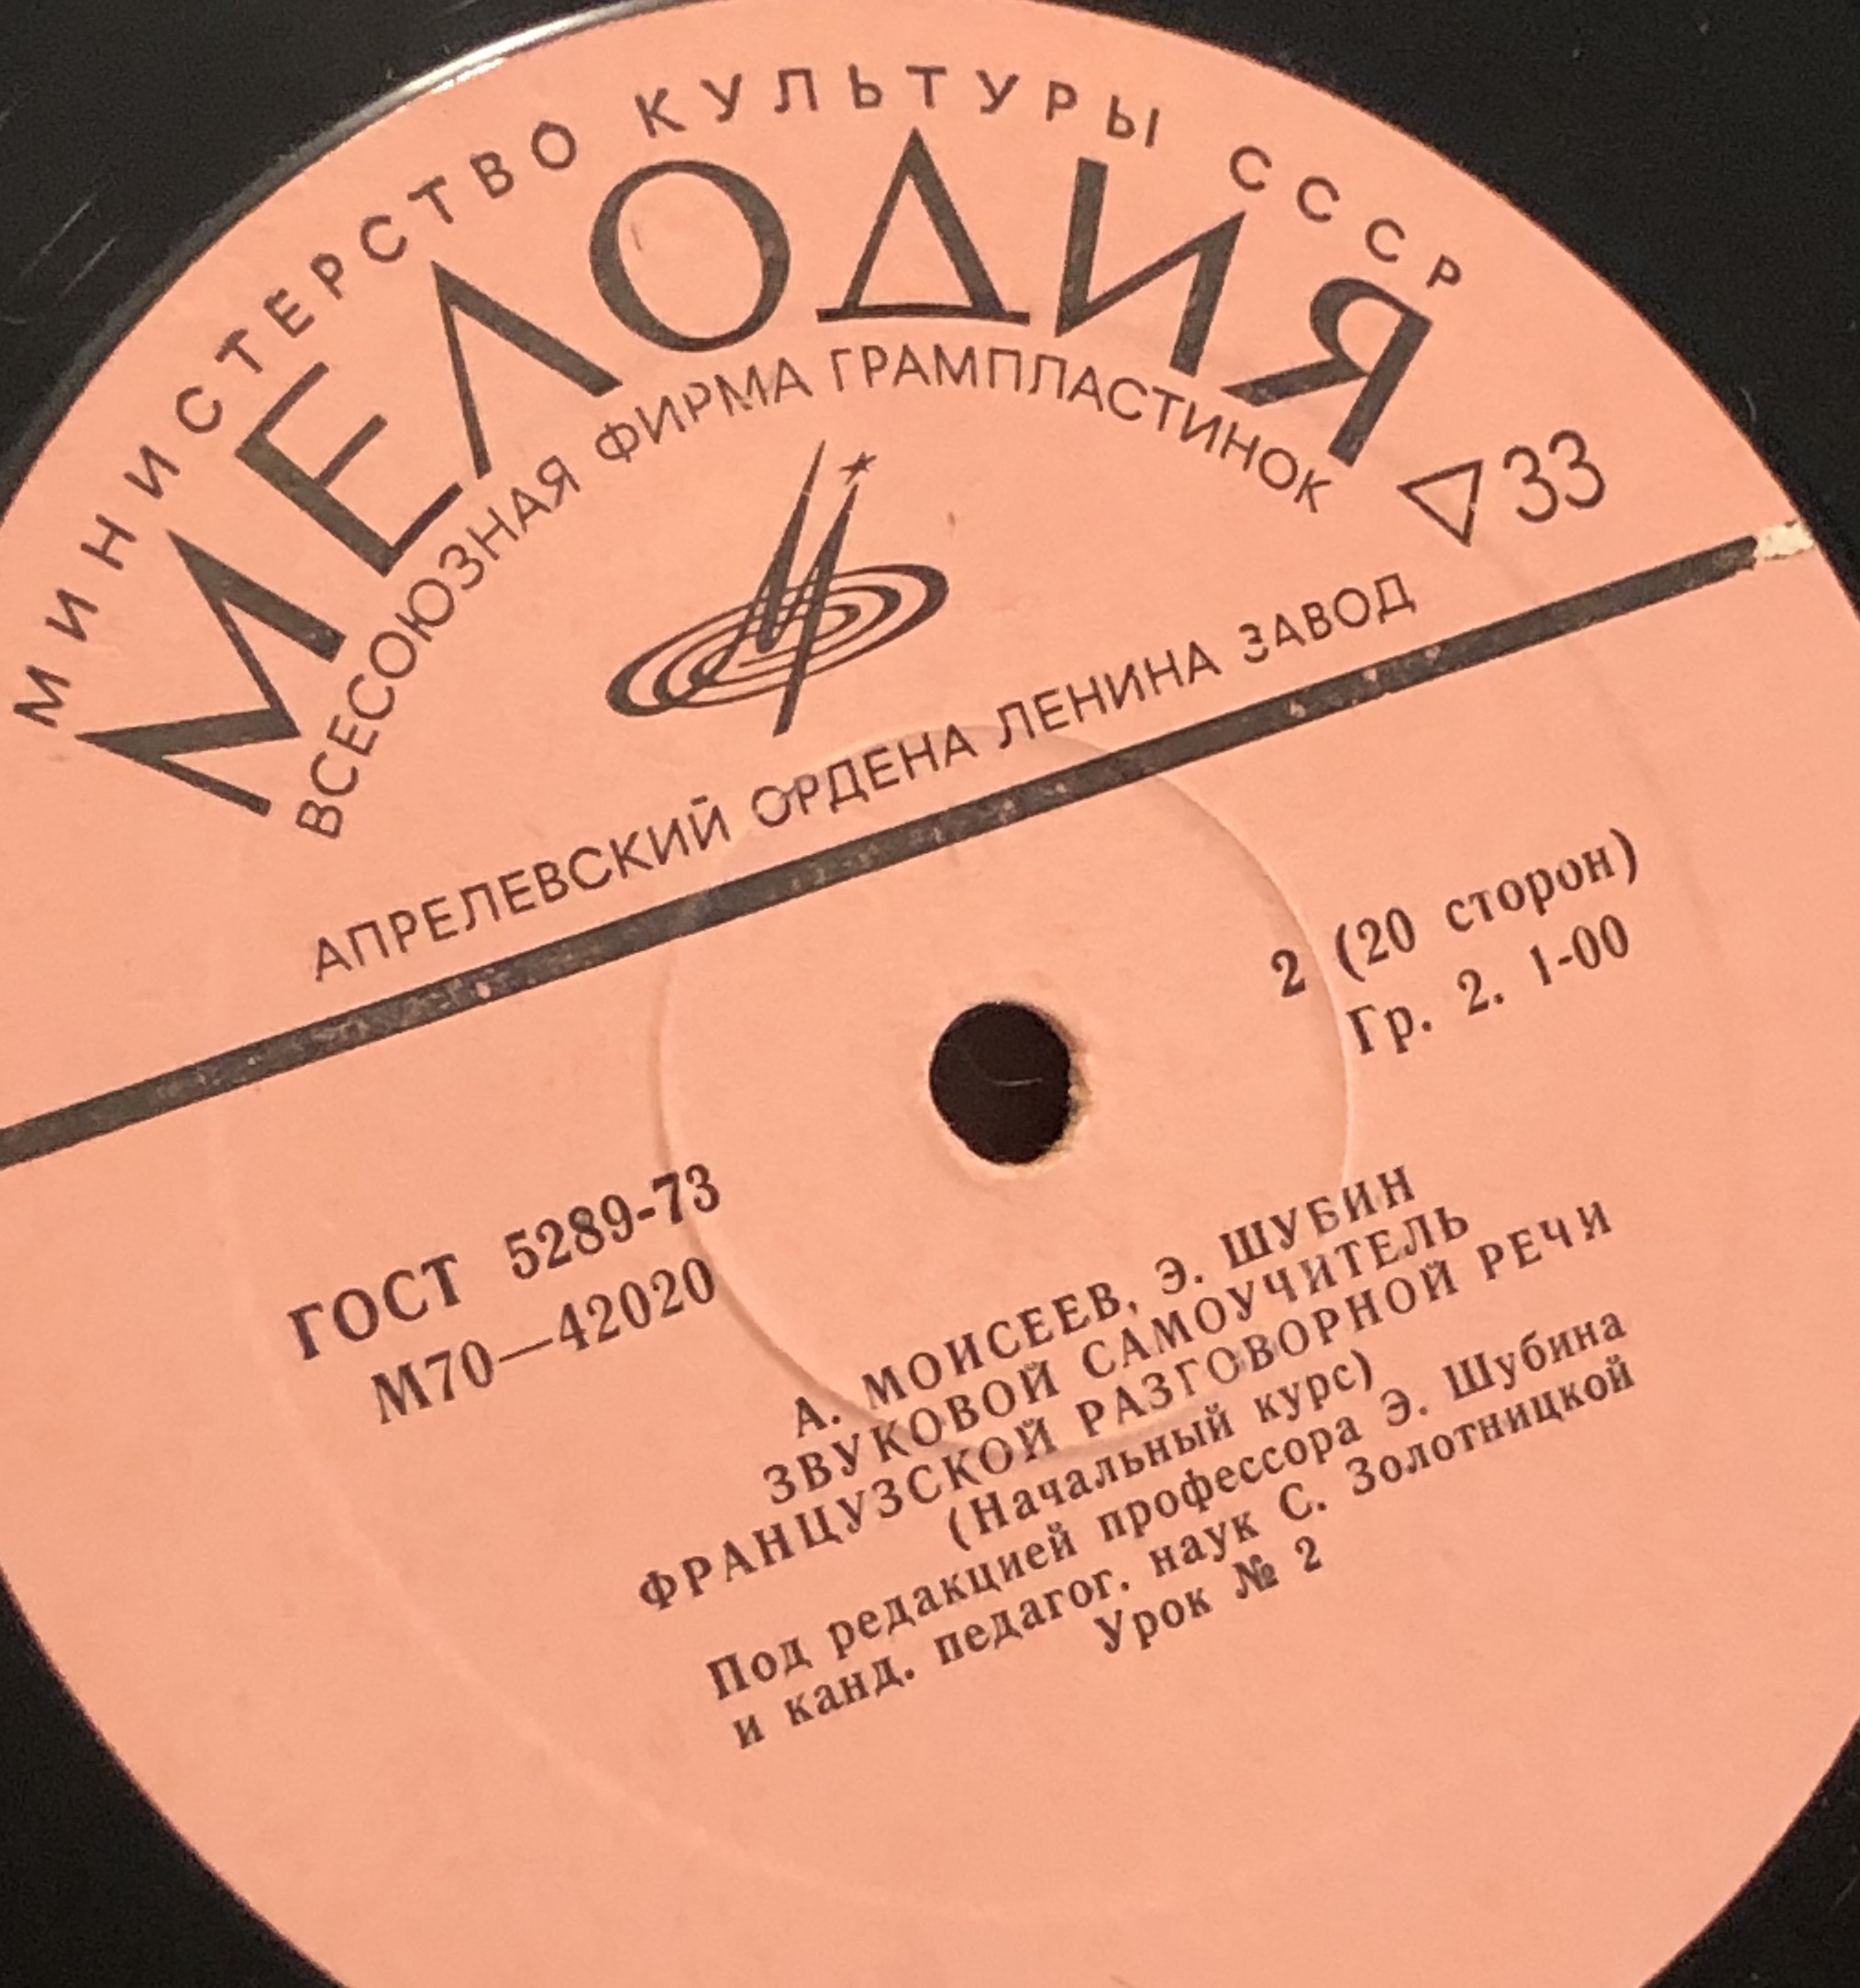 МИНИСТЕРСТВО КУЛЬТУРЫ СССР
МЕЛОДИЯ
ВСЕСОЮЗНАЯ ФИРМА ГРАМПЛАСТИНОК
33
АПРЕЛЕВСКИЙ ОРДЕНА ЛЕНИНА ЗАВОД
2 (20 сторон)
Гр. 2. 1-00
ГОСТ 5289-73
М70—42020
А. МОИСЕЕВ, Э. ШУБИН
ЗВУКОВОЙ САМОУЧИТЕЛЬ
ФРАНЦУЗСКОЙ РАЗГОВОРНОЙ РЕЧИ
(Начальный курс)
Под редакцией профессора Э. Шубина
и канд. педагог. наук С. Золотницкой
Урок № 2